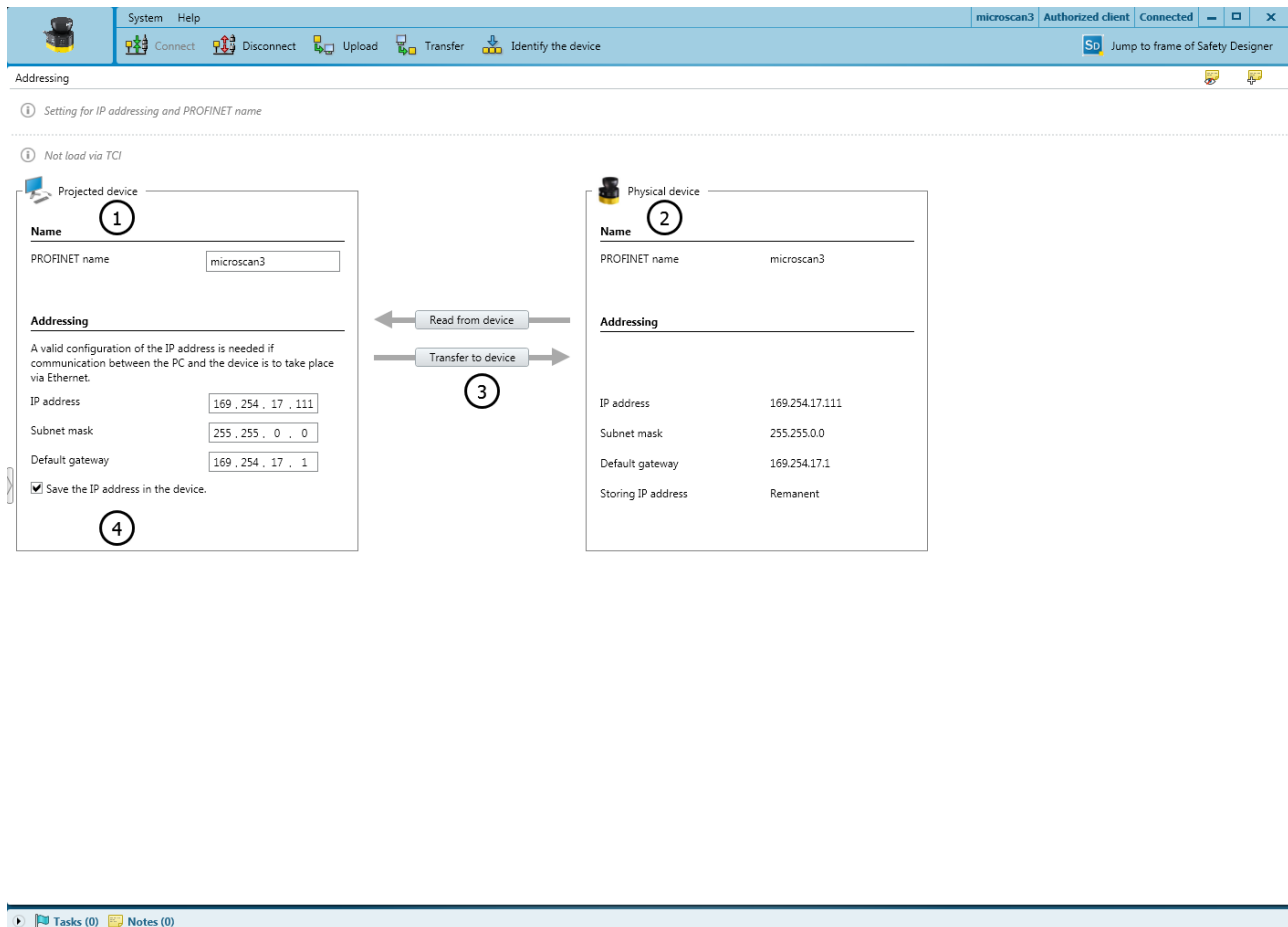 System Help
microscan3 Authorized client Connected
Connect Disconnect Upload Transfer Identify the device
SD Jump to frame of Safety Designer
Addressing
Setting for IP addressing and PROFINET name
Not load via TCI
Projected device
1
Name
PROFINET name microscan3
Addressing
A valid configuration of the IP address is needed if
communication between the PC and the device is to take place
via Ethernet.
IP address 169 . 254 . 17 . 111
Subnet mask 255 . 255 . 0 . 0
Default gateway 169 . 254 . 17 . 1
Save the IP address in the device.
4
Read from device
Transfer to device
3
Physical device
2
Name
PROFINET name microscan3
Addressing
IP address 169.254.17.111
Subnet mask 255.255.0.0
Default gateway 169.254.17.1
Storing IP address Remanent
Tasks (0) Notes (0)